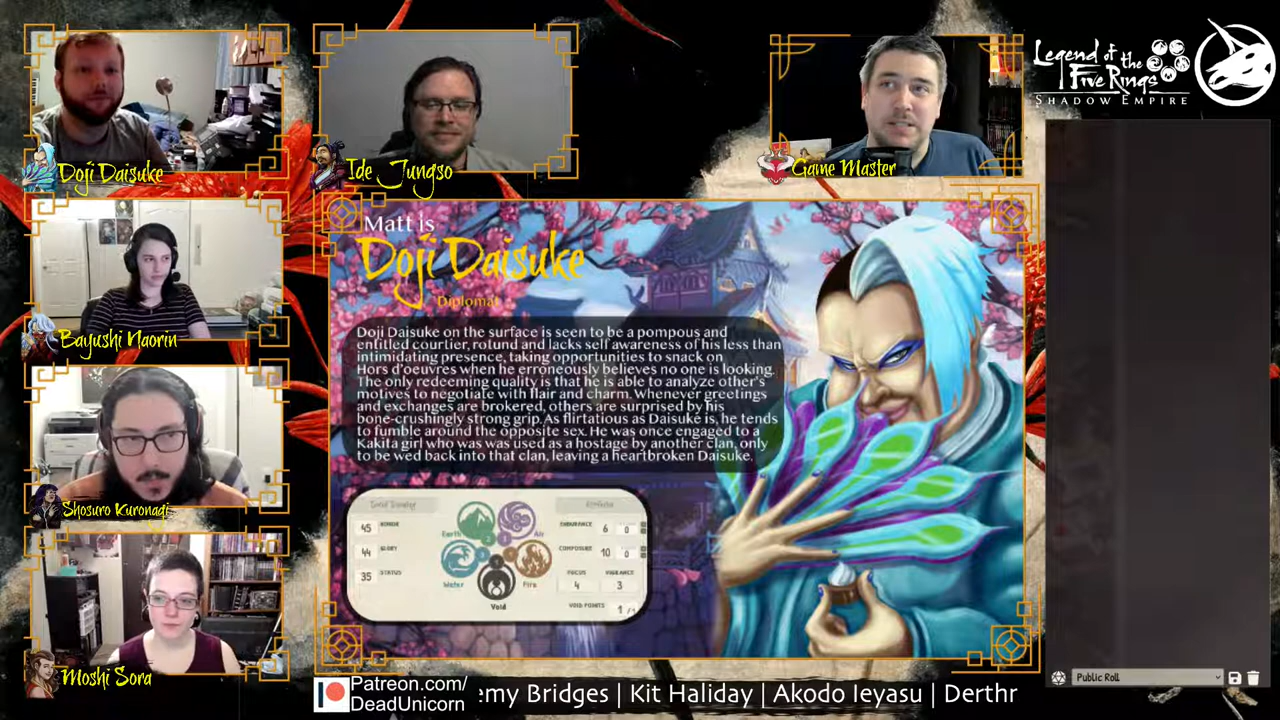 Legend of the
Five Rings
SHADOW EMPIRE
Doji Daisuke
Ide Jungso
Game Master
Bayushi Naorin
Shosuro Kuronagi
Moshi Sora
Matt is
Doji Daisuke
Diplomat
Doji Daisuke on the surface is seen to be a pompous and
entitled courtier, rotund and lacks self awareness of his less than
intimidating presence, taking opportunities to snack on
Hors d'oeuvres when he erroneously believes no one is looking.
The only redeeming quality is that he is able to analyze other's
motives to negotiate with flair and charm. Whenever greetings
and exchanges are brokered, others are surprised by his
bone-crushingly strong grip. As flirtatious as Daisuke is, he tends
to fumble around the opposite sex. He was once engaged to a
Kakita girl who was was used as a hostage by another clan, only
to be wed back into that clan, leaving a heartbroken Daisuke.
45 HONOR
44 GLORY
35 STATUS
Earth
Air
Water
Fire
Void
ENDURANCE 6 0
COMPOSURE 10 0
FOCUS VIGILANCE
4 3
VOID POINTS 1
Public Roll
Patreon.com/
DeadUnicorn
emy Bridges | Kit Haliday | Akodo Ieyasu | Derthr